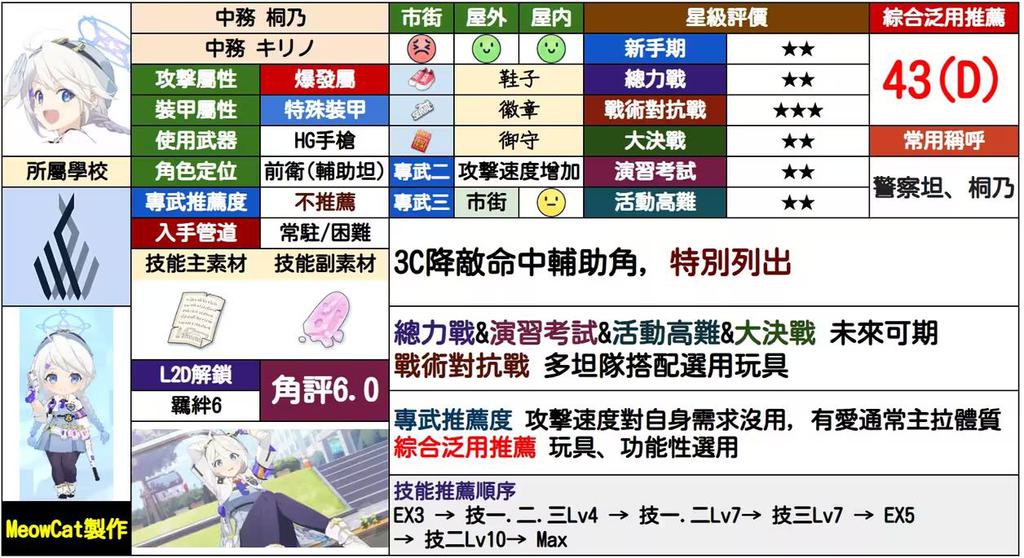 中務 桐乃 市街 屋外 屋内 星級評價 綜合泛用推薦
中務 キリノ 新手期 ★★
攻擊屬性 爆發屬 鞋子 總力戰 ★★ 43(D)
裝甲屬性 特殊裝甲 徽章 戰術對抗戰 ★★★
使用武器 HG手槍 御守 大決戰 ★★ 常用稱呼
所屬學校 角色定位 前衛(輔助坦) 專武二 攻擊速度增加 演習考試 ★★ 警察坦、桐乃
專武推薦度 不推薦 專武三 市街 活動高難 ★★
入手管道 常駐/困難
技能主素材 技能副素材
3C降敵命中輔助角, 特別列出
總力戰&演習考試&活動高難&大決戰 未來可期
戰術對抗戰 多坦隊搭配選用玩具
L2D解鎖 角評6.0
羈絆6
專武推薦度 攻擊速度對自身需求沒用, 有愛通常主拉體質
綜合泛用推薦 玩具、功能性選用
技能推薦順序
EX3 → 技一.二.三Lv4 → 技一.二Lv7→ 技三Lv7 → EX5
→ 技二Lv10→ Max
MeowCat製作